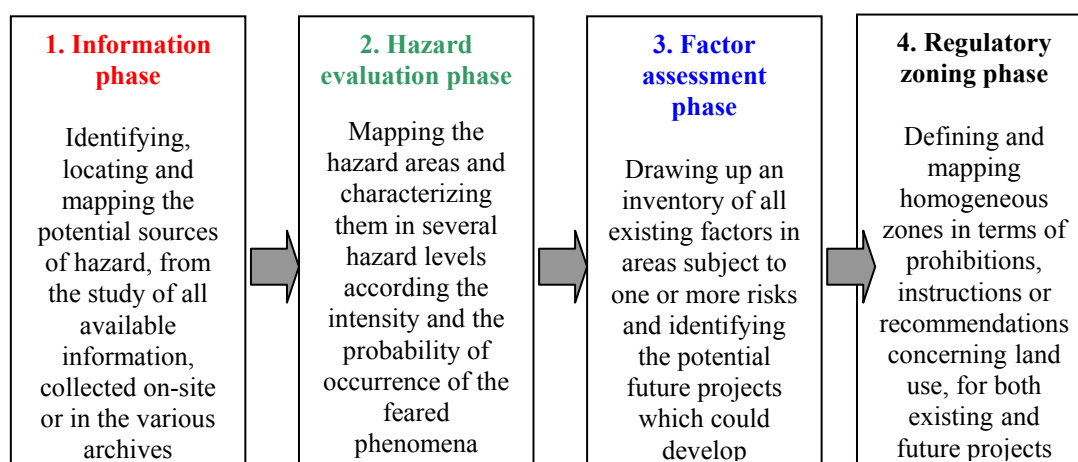 1. Information
phase
Identifying,
locating and
mapping the
potential sources
of hazard, from
the study of all
available
information,
collected on-site
or in the various
archives
2. Hazard
evaluation phase
Mapping the
hazard areas and
characterizing
them in several
hazard levels
according the
intensity and the
probability of
occurrence of the
feared
phenomena
3. Factor
assessment
phase
Drawing up an
inventory of all
existing factors in
areas subject to
one or more risks
and identifying
the potential
future projects
which could
develop
4. Regulatory
zoning phase
Defining and
mapping
homogeneous
zones in terms of
prohibitions,
instructions or
recommendations
concerning land
use, for both
existing and
future projects